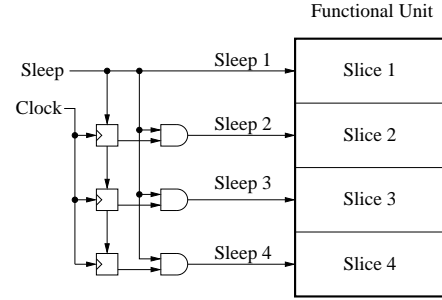 Functional Unit
Sleep
Sleep 1
Slice 1
Clock
Sleep 2
Slice 2
Sleep 3
Slice 3
Sleep 4
Slice 4